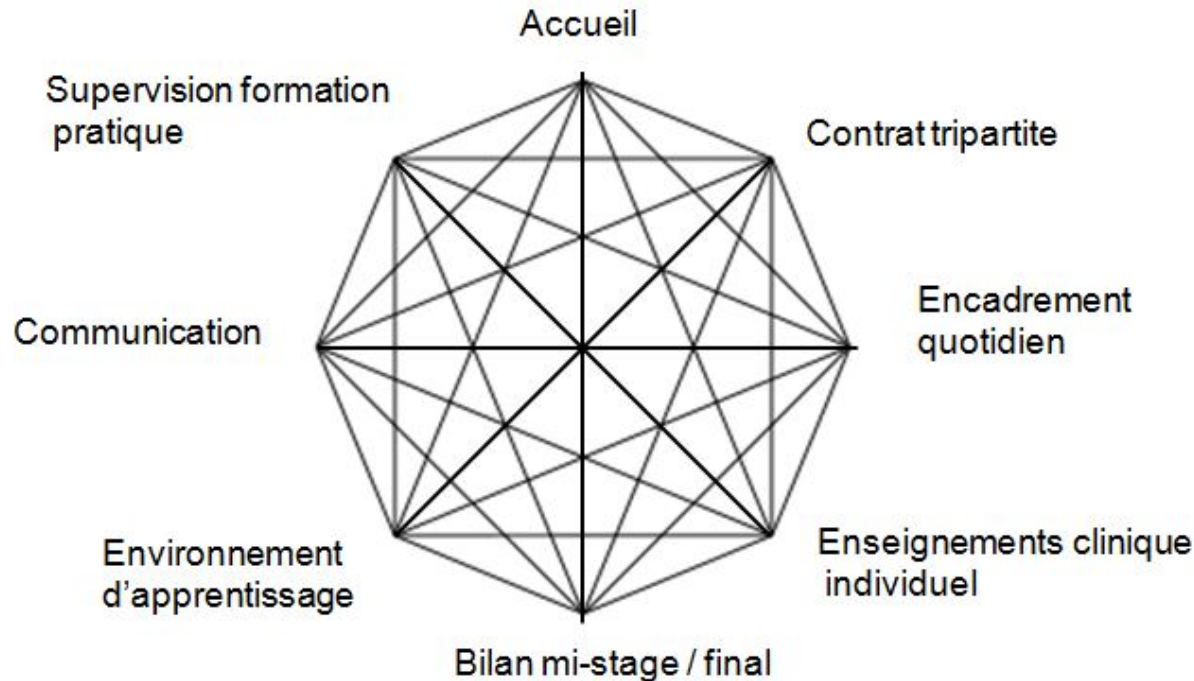 Accueil
Supervision formation
pratique
Contrat tripartite
Communication
Encadrement
quotidien
Environnement
d'apprentissage
Enseignements clinique
individuel
Bilan mi-stage / final